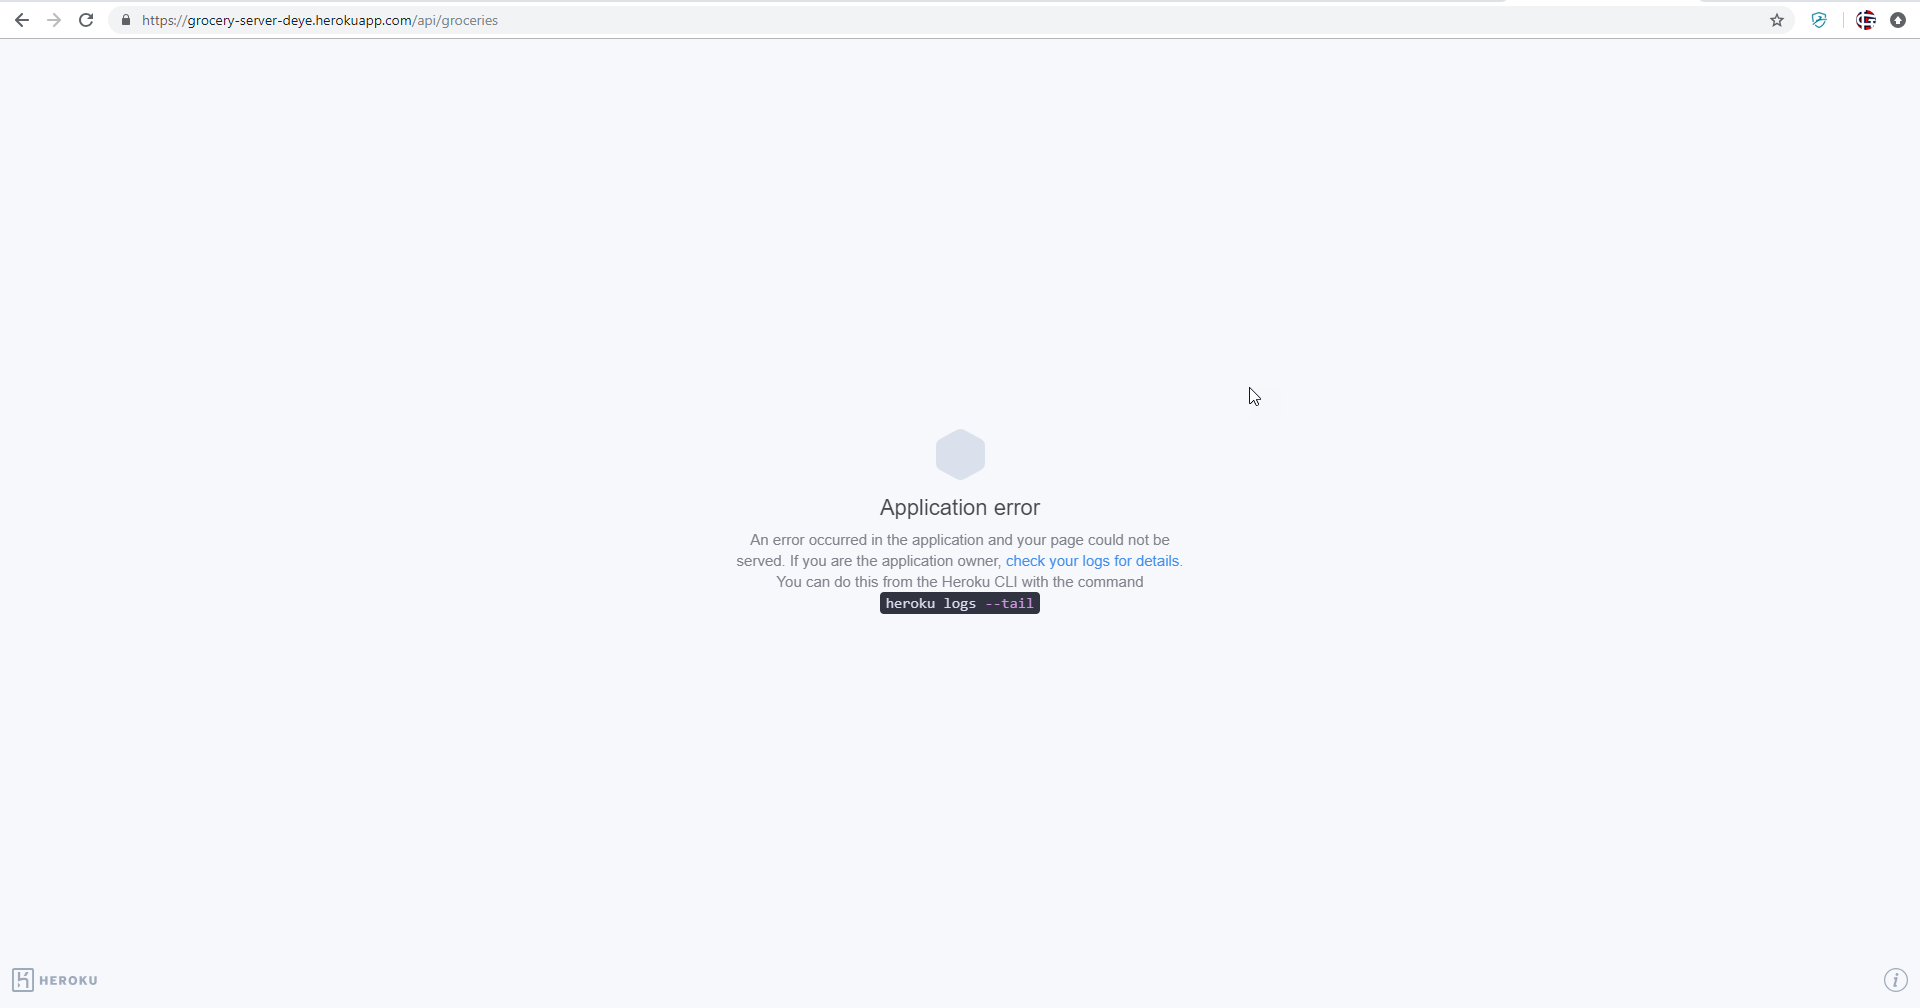 https://grocery-server-deye.herokuapp.com/api/groceries
Application error
An error occurred in the application and your page could not be
served. If you are the application owner, check your logs for details.
You can do this from the Heroku CLI with the command
heroku logs --tail
HEROKU
i